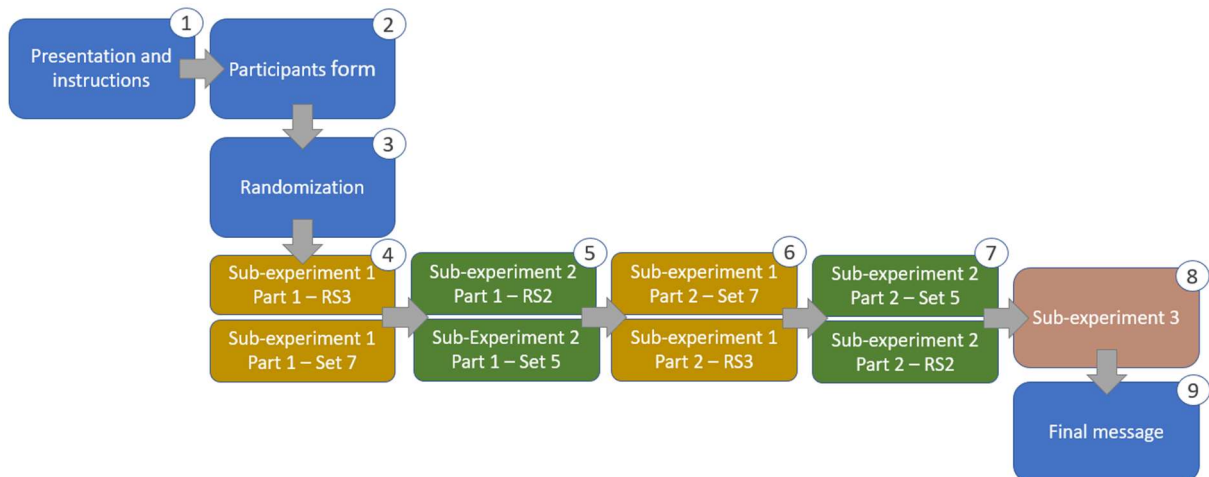 1
Presentation and
instructions
2
Participants form
3
Randomization
4
Sub-experiment 1
Part 1 – RS3
Sub-experiment 1
Part 1 – Set 7
5
Sub-experiment 2
Part 1 – RS2
Sub-Experiment 2
Part 1 – Set 5
6
Sub-experiment 1
Part 2 – Set 7
Sub-experiment 1
Part 2 – RS3
7
Sub-experiment 2
Part 2 – Set 5
Sub-experiment 2
Part 2 – RS2
8
Sub-experiment 3
9
Final message